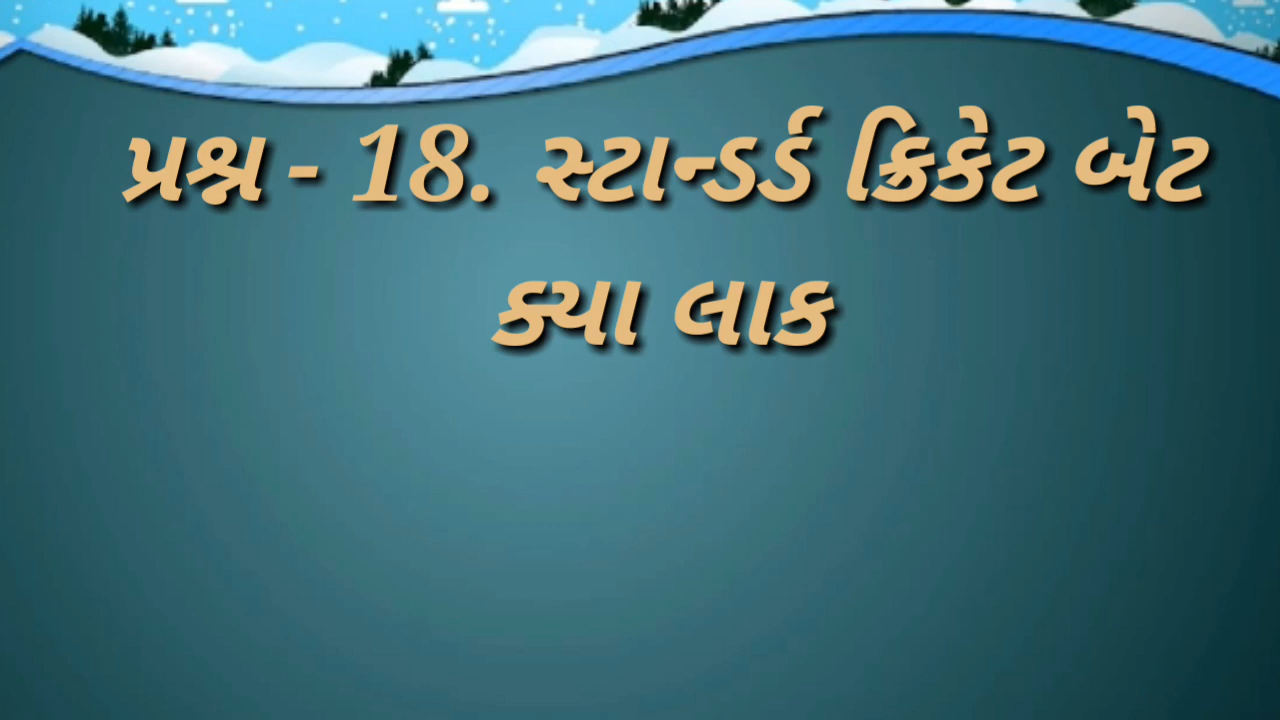 પ્રશ્ન - 18. સ્ટાન્ડર્ડ ક્રિકેટ બેટ
ક્યા લાક